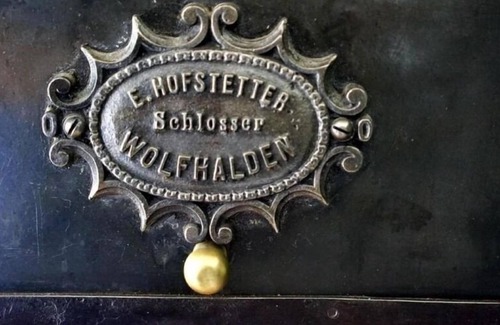 E. HOFSTETTER.
Schlosser
WOLFHALDEN